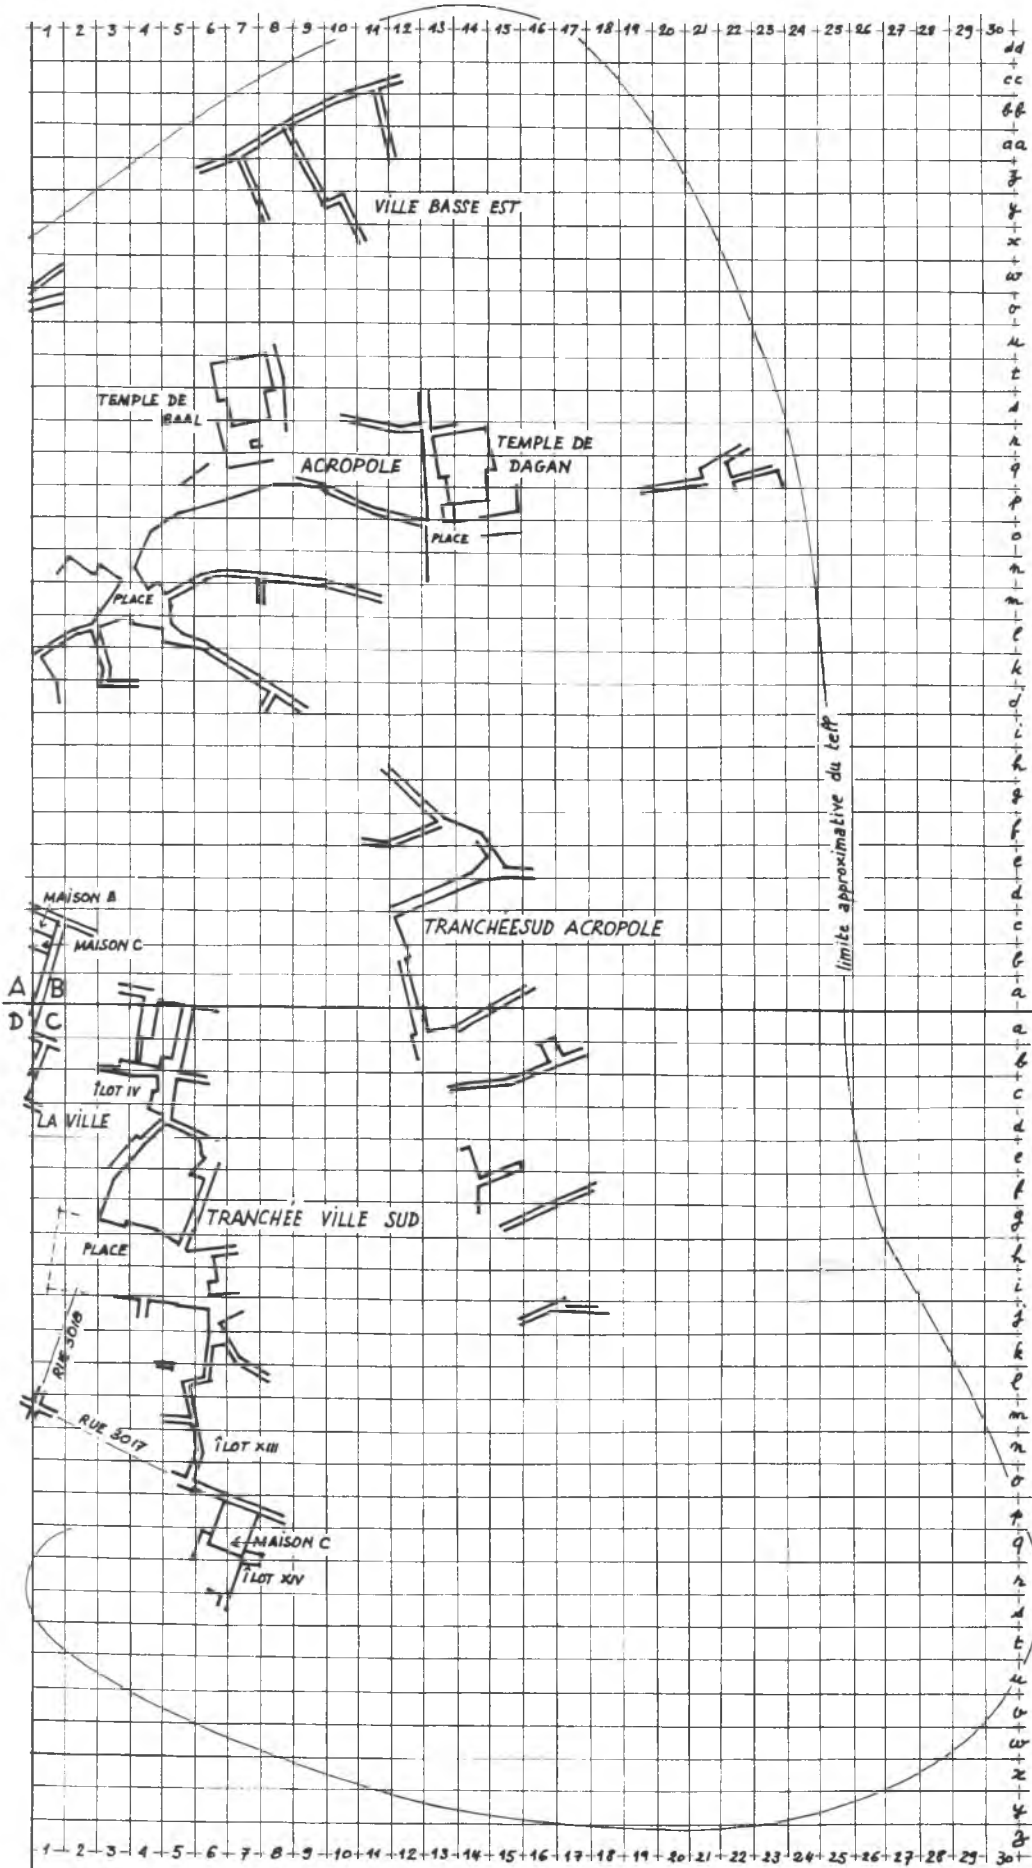 1 2 3 4 5 6 7 8 9 10 11 12 13 14 15 16 17 18 19 20 21 22 23 24 25 26 27 28 29 30
dd
cc
bb
aa
z
y
x
w
v
u
t
s
r
q
p
o
n
m
l
k
j
i
h
g
f
e
d
c
b
a
VILLE BASSE EST
TEMPLE DE
BAAL
ACROPOLE
TEMPLE DE
DAGAN
PLACE
PLACE
limite approximative du tell
MAISON B
MAISON C
TRANCHEE SUD ACROPOLE
A B
D C
ÎLOT IV
LA VILLE
TRANCHÉE VILLE SUD
PLACE
RUE 3018
RUE 3017
ÎLOT XIII
MAISON C
ÎLOT XIV
a
b
c
d
e
f
g
h
i
j
k
l
m
n
o
p
q
r
s
t
u
v
w
x
y
z
1 2 3 4 5 6 7 8 9 10 11 12 13 14 15 16 17 18 19 20 21 22 23 24 25 26 27 28 29 30